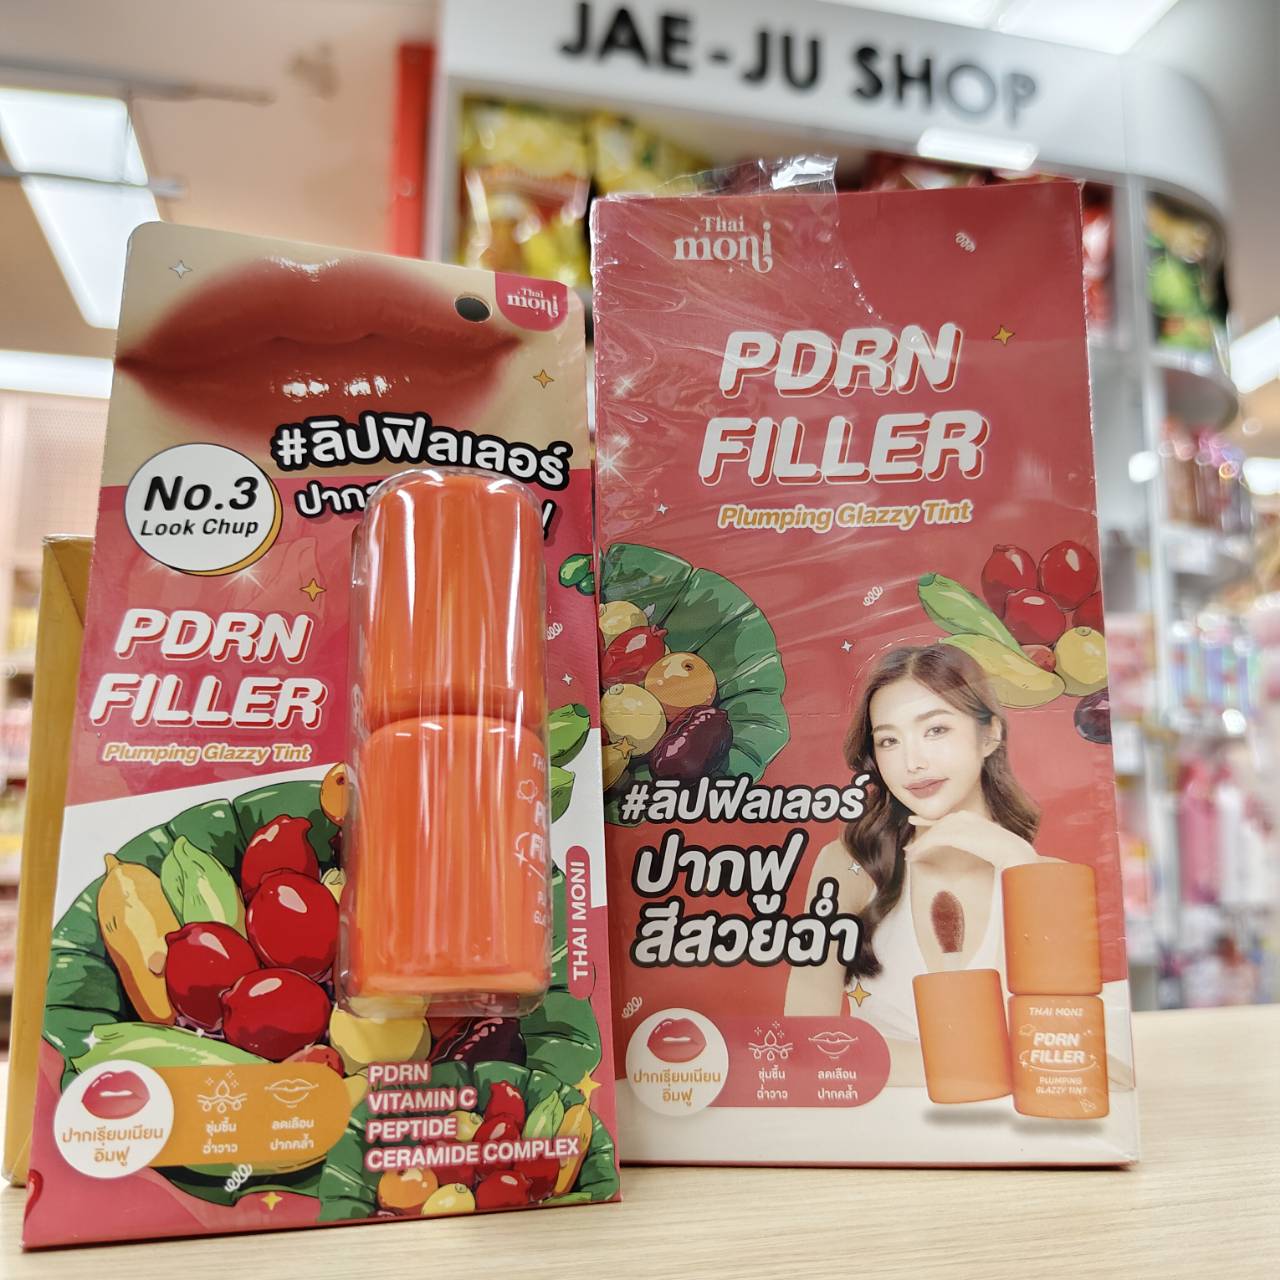 JAE-JU SHOP
Thai
moni
#ลิปฟิลเลอร์
No.3
Look Chup
PDRN
FILLER
Plumping Glazzy Tint
THAI MONI
ปากเรียบเนียน
อิ่มฟู
ชุ่มชื้น
ฉ่ำวาว
ลดเลือน
ปากคล้ำ
PDRN
VITAMIN C
PEPTIDE
CERAMIDE COMPLEX
Thai
moni
PDRN
FILLER
Plumping Glazzy Tint
#ลิปฟิลเลอร์
ปากฟู
สีสวยฉ่ำ
ปากเรียบเนียน
อิ่มฟู
ชุ่มชื้น
ฉ่ำวาว
ลดเลือน
ปากคล้ำ
THAI MONI
PDRN
FILLER
PLUMPING
GLAZZY TINT